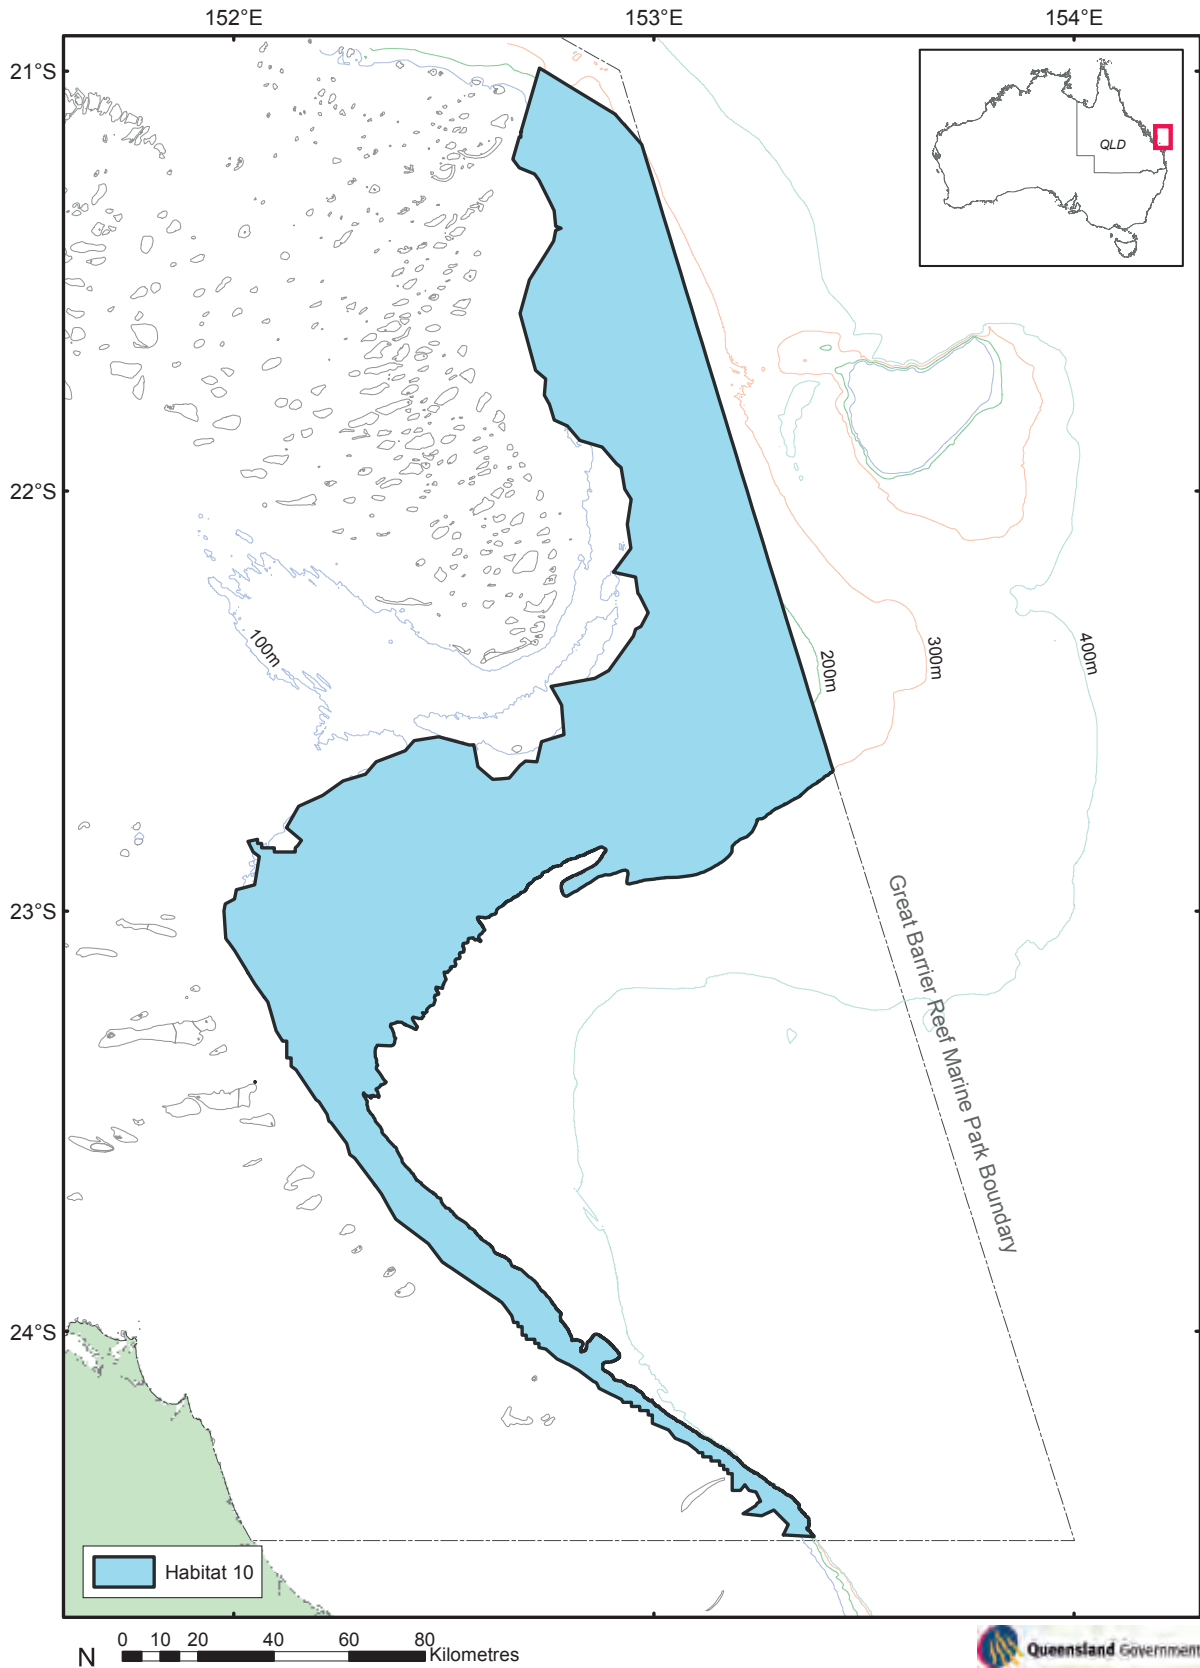 152°E 153°E 154°E
21°S
QLD
22°S
100m
200m
300m
400m
23°S
Great Barrier Reef Marine Park Boundary
24°S
Habitat 10
N 0 10 20 40 60 80 Kilometres
Queensland Government